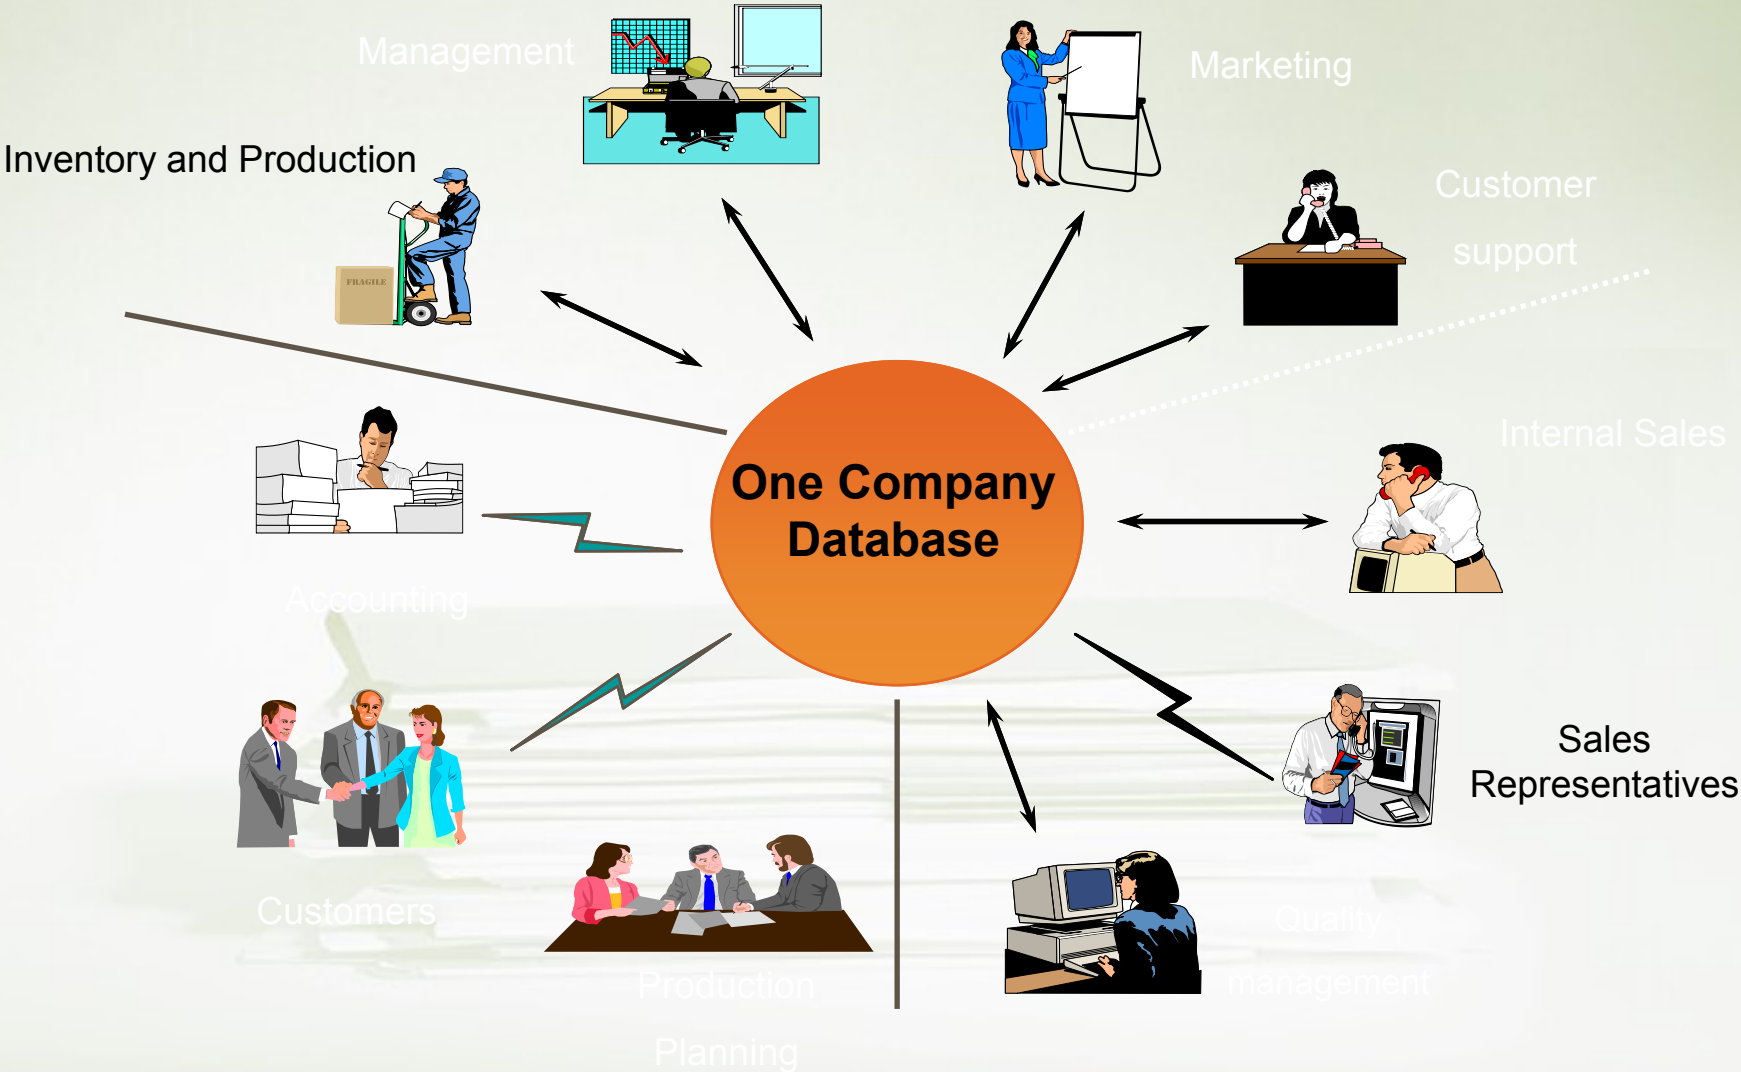 Management
Marketing
Inventory and Production
Customer
support
FRAGILE
Internal Sales
One Company
Database
Accounting
Sales
Representatives
Customers
Quality
management
Production
Planning